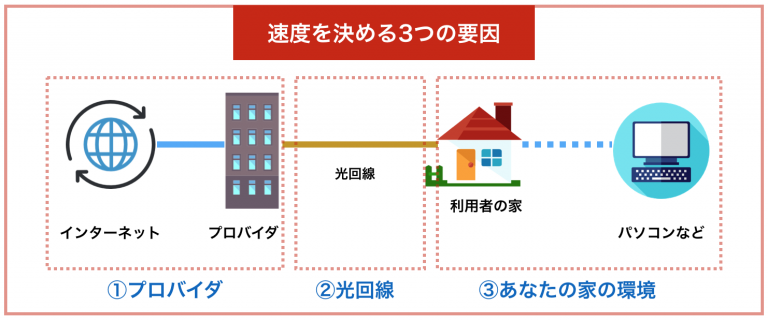 速度を決める3つの要因
光回線
インターネット
プロバイダ
利用者の家
パソコンなど
①プロバイダ
②光回線
③あなたの家の環境